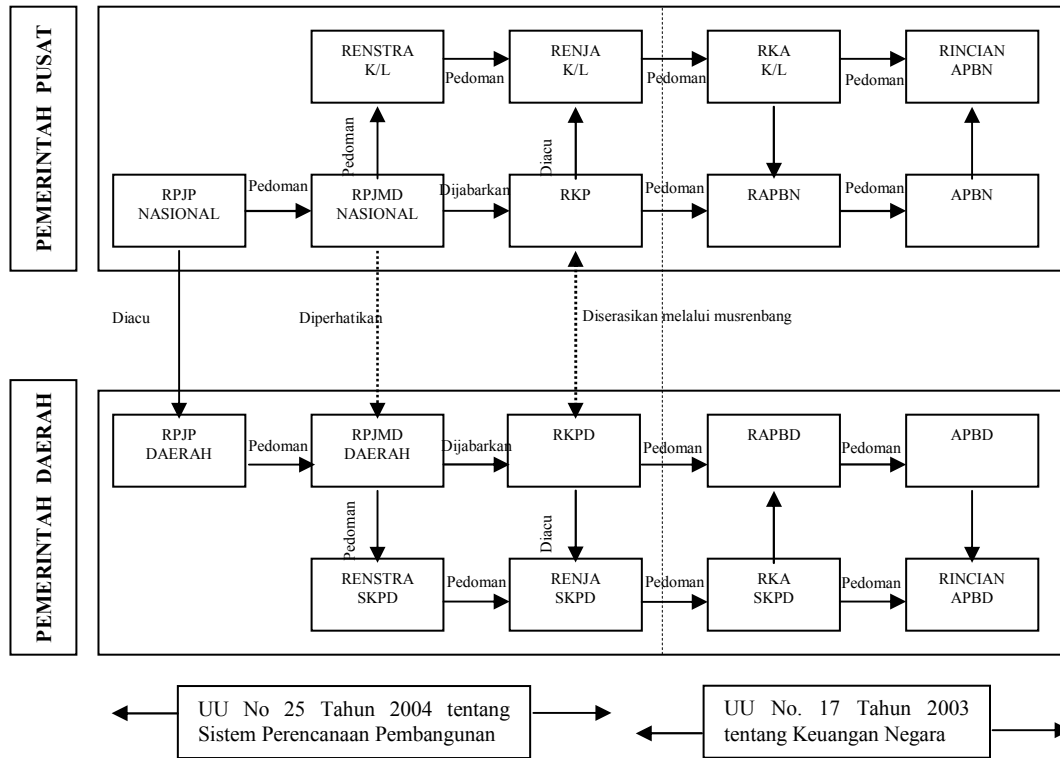 PEMERINTAH PUSAT
RENSTRA
K/L
Pedoman
RENJA
K/L
Pedoman
RKA
K/L
Pedoman
RINCIAN
APBN
Pedoman
Diacu
RPJP
NASIONAL
Pedoman
RPJMD
NASIONAL
Dijabarkan
RKP
Pedoman
RAPBN
Pedoman
APBN
Diacu
Diperhatikan
Diserasikan melalui musrenbang
PEMERINTAH DAERAH
RPJP
DAERAH
Pedoman
RPJMD
DAERAH
Dijabarkan
RKPD
Pedoman
RAPBD
Pedoman
APBD
Pedoman
Diacu
RENSTRA
SKPD
Pedoman
RENJA
SKPD
Pedoman
RKA
SKPD
Pedoman
RINCIAN
APBD
UU No 25 Tahun 2004 tentang
Sistem Perencanaan Pembangunan
UU No. 17 Tahun 2003
tentang Keuangan Negara